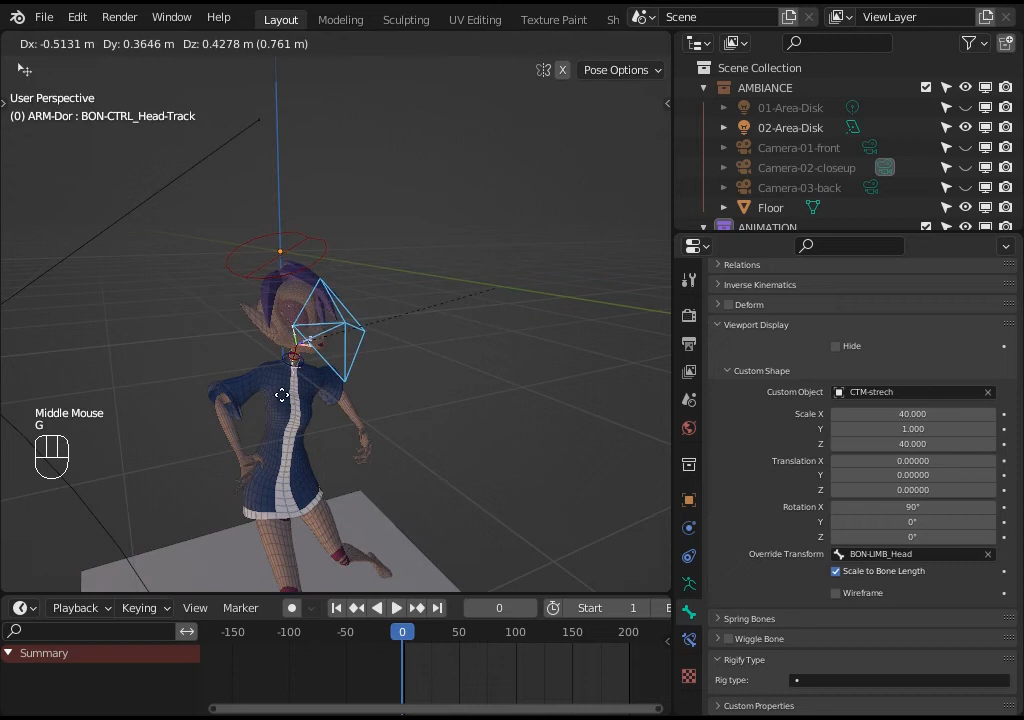 File Edit Render Window Help Layout Modeling Sculpting UV Editing Texture Paint Sh Scene ViewLayer
Dx: -0.5131 m Dy: 0.3646 m Dz: 0.4278 m (0.761 m)
X Pose Options
User Perspective
(0) ARM-Dor : BON-CTRL_Head-Track
Middle Mouse
G
Scene Collection
AMBIANCE
01-Area-Disk
02-Area-Disk
Camera-01-front
Camera-02-closeup
Camera-03-back
Floor
ANIMATION
Relations
Inverse Kinematics
Deform
Viewport Display
Hide
Custom Shape
Custom Object CTM-strech
Scale X 40.000
Y 1.000
Z 40.000
Translation X 0.00000
Y 0.00000
Z 0.00000
Rotation X 90°
Y 0°
Z 0°
Override Transform BON-LIMB_Head
Scale to Bone Length
Wireframe
Spring Bones
Wiggle Bone
Rigify Type
Rig type:
Custom Properties
Playback Keying View Marker 0 Start 1 E
-150 -100 -50 0 50 100 150 200
Summary